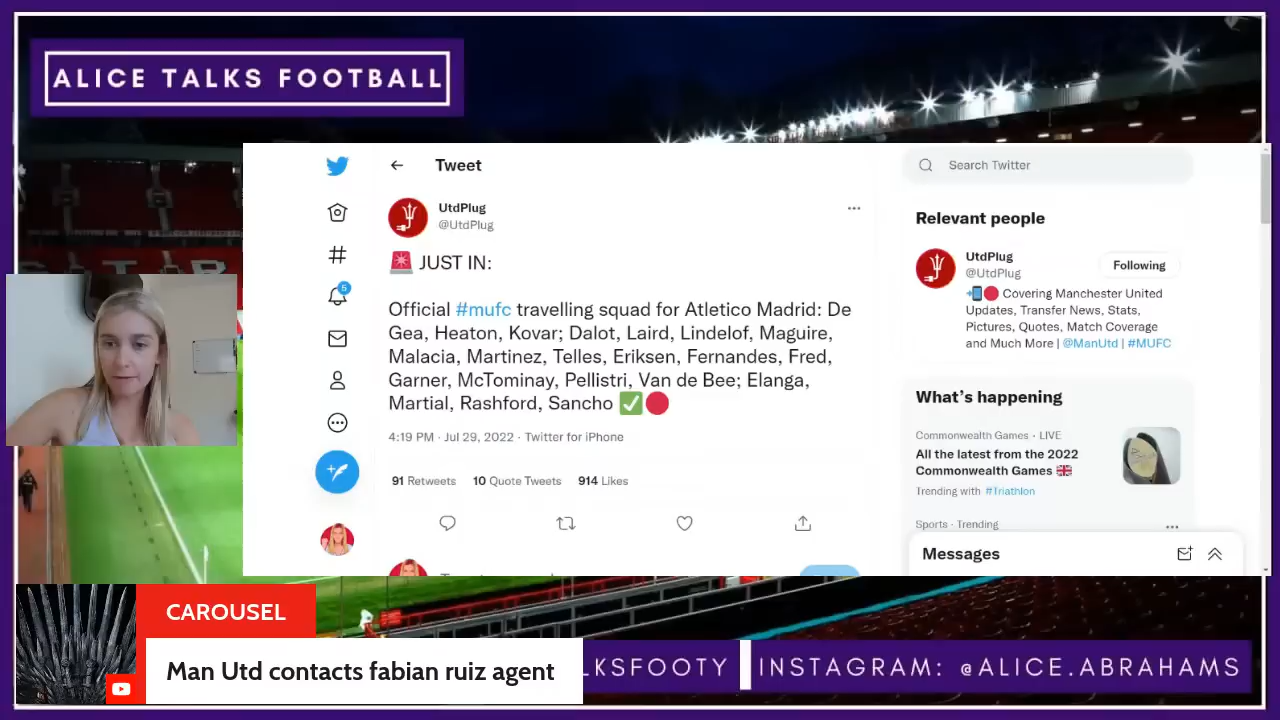 ALICE TALKS FOOTBALL
Tweet
Search Twitter
UtdPlug
@UtdPlug
JUST IN:
Official #mufc travelling squad for Atletico Madrid: De
Gea, Heaton, Kovar; Dalot, Laird, Lindelof, Maguire,
Malacia, Martinez, Telles, Eriksen, Fernandes, Fred,
Garner, McTominay, Pellistri, Van de Bee; Elanga,
Martial, Rashford, Sancho
4:19 PM · Jul 29, 2022 · Twitter for iPhone
91 Retweets 10 Quote Tweets 914 Likes
5
Relevant people
UtdPlug
@UtdPlug
Following
Covering Manchester United
Updates, Transfer News, Stats,
Pictures, Quotes, Match Coverage
and Much More | @ManUtd | #MUFC
What's happening
Commonwealth Games · LIVE
All the latest from the 2022
Commonwealth Games
Trending with #Triathlon
Sports · Trending
Messages
CAROUSEL
Man Utd contacts fabian ruiz agent
LKSFOOTY
INSTAGRAM: @ALICE.ABRAHAMS